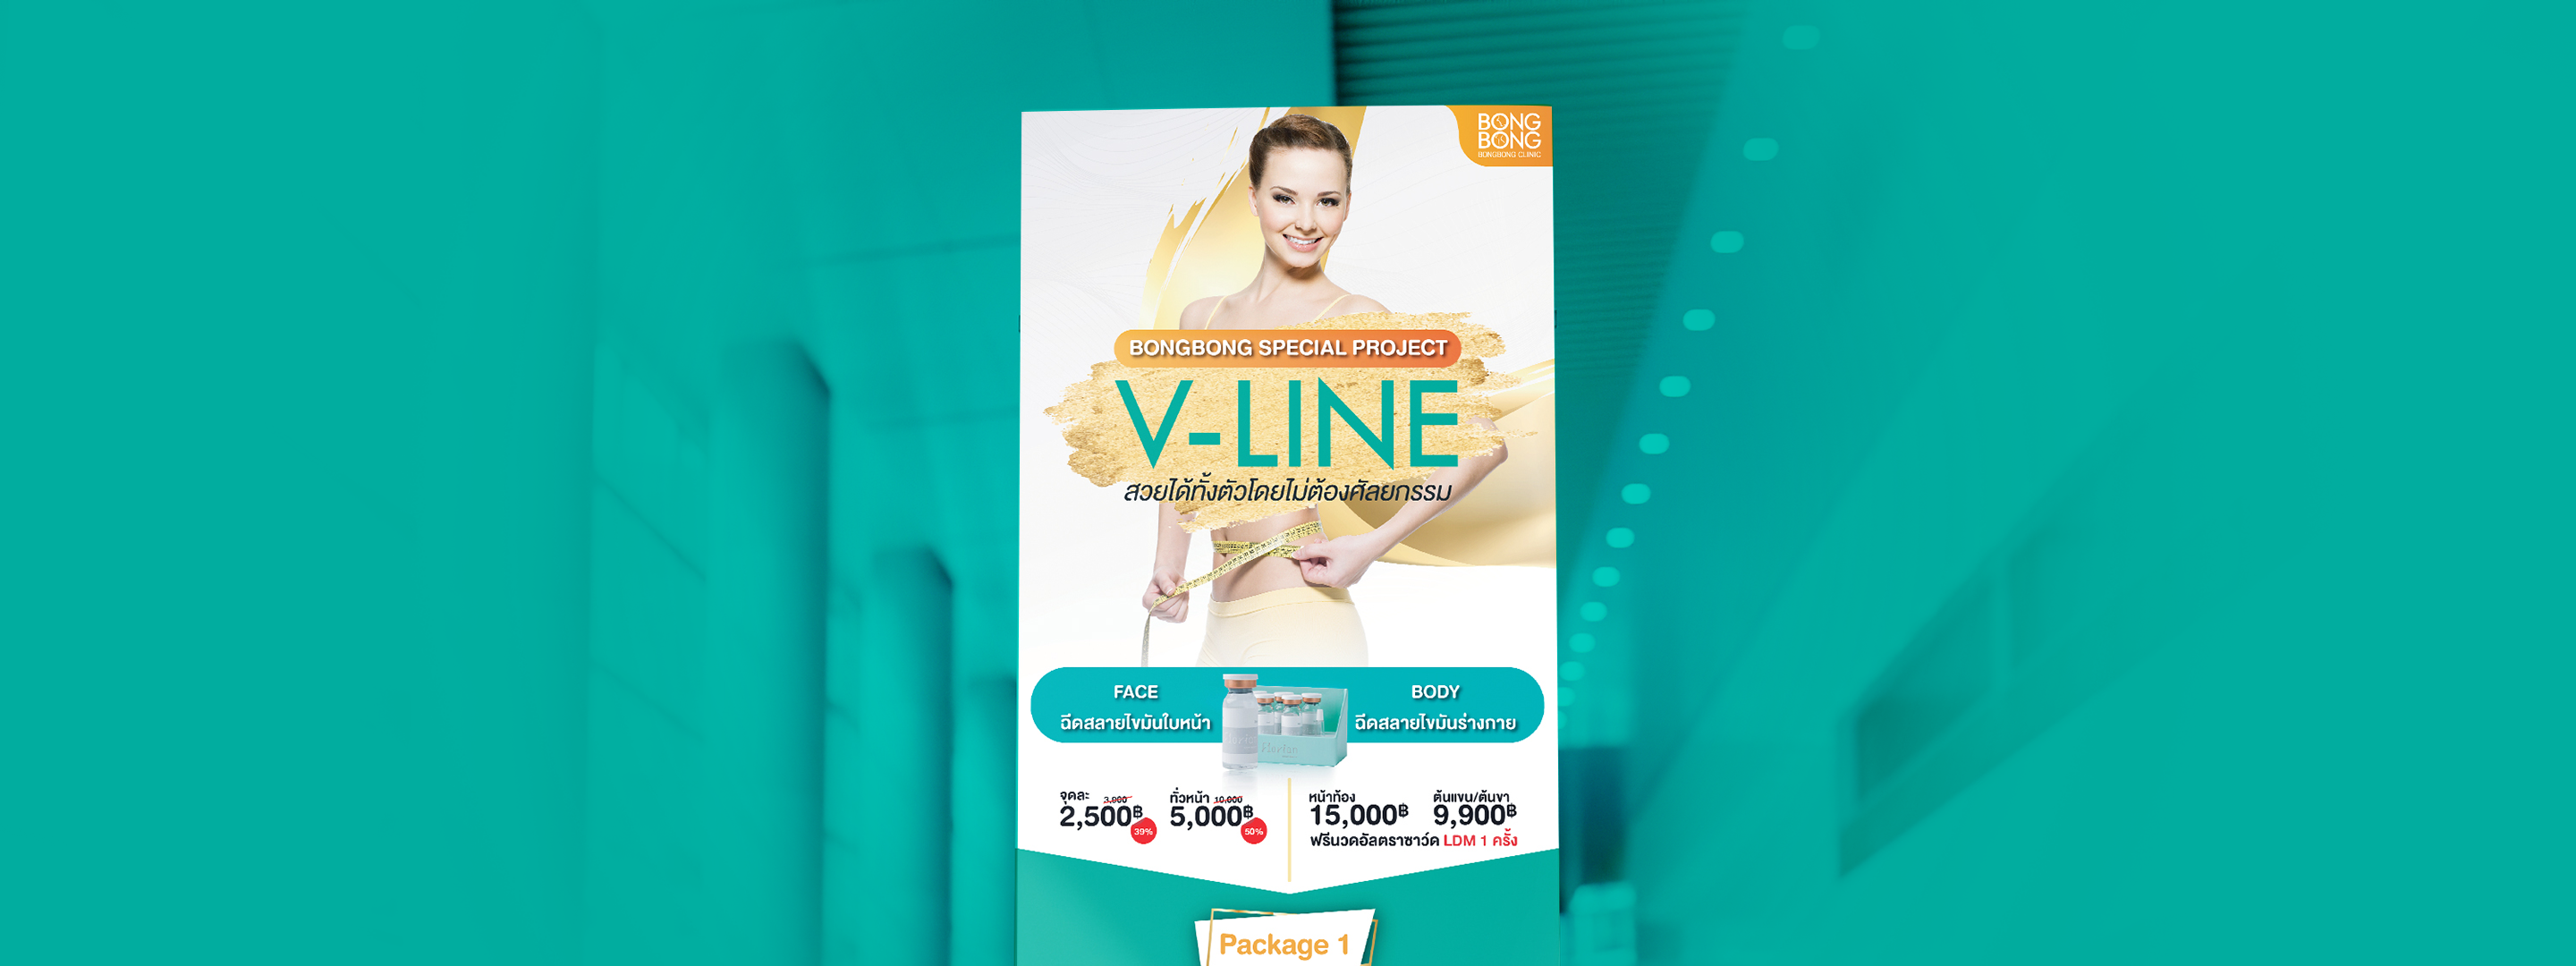 BONG
BONG
BONGBONG CLINIC
BONGBONG SPECIAL PROJECT
V-LINE
สวยได้ทั้งตัวโดยไม่ต้องศัลยกรรม
FACE
ฉีดสลายไขมันใบหน้า
BODY
ฉีดสลายไขมันร่างกาย
จุดละ 3,900
2,500฿
39%
ทั่วหน้า 10,000
5,000฿
50%
หน้าท้อง
15,000฿
ต้นแขน/ต้นขา
9,900฿
ฟรีนวดอัลตราซาว์ด LDM 1 ครั้ง
Package 1